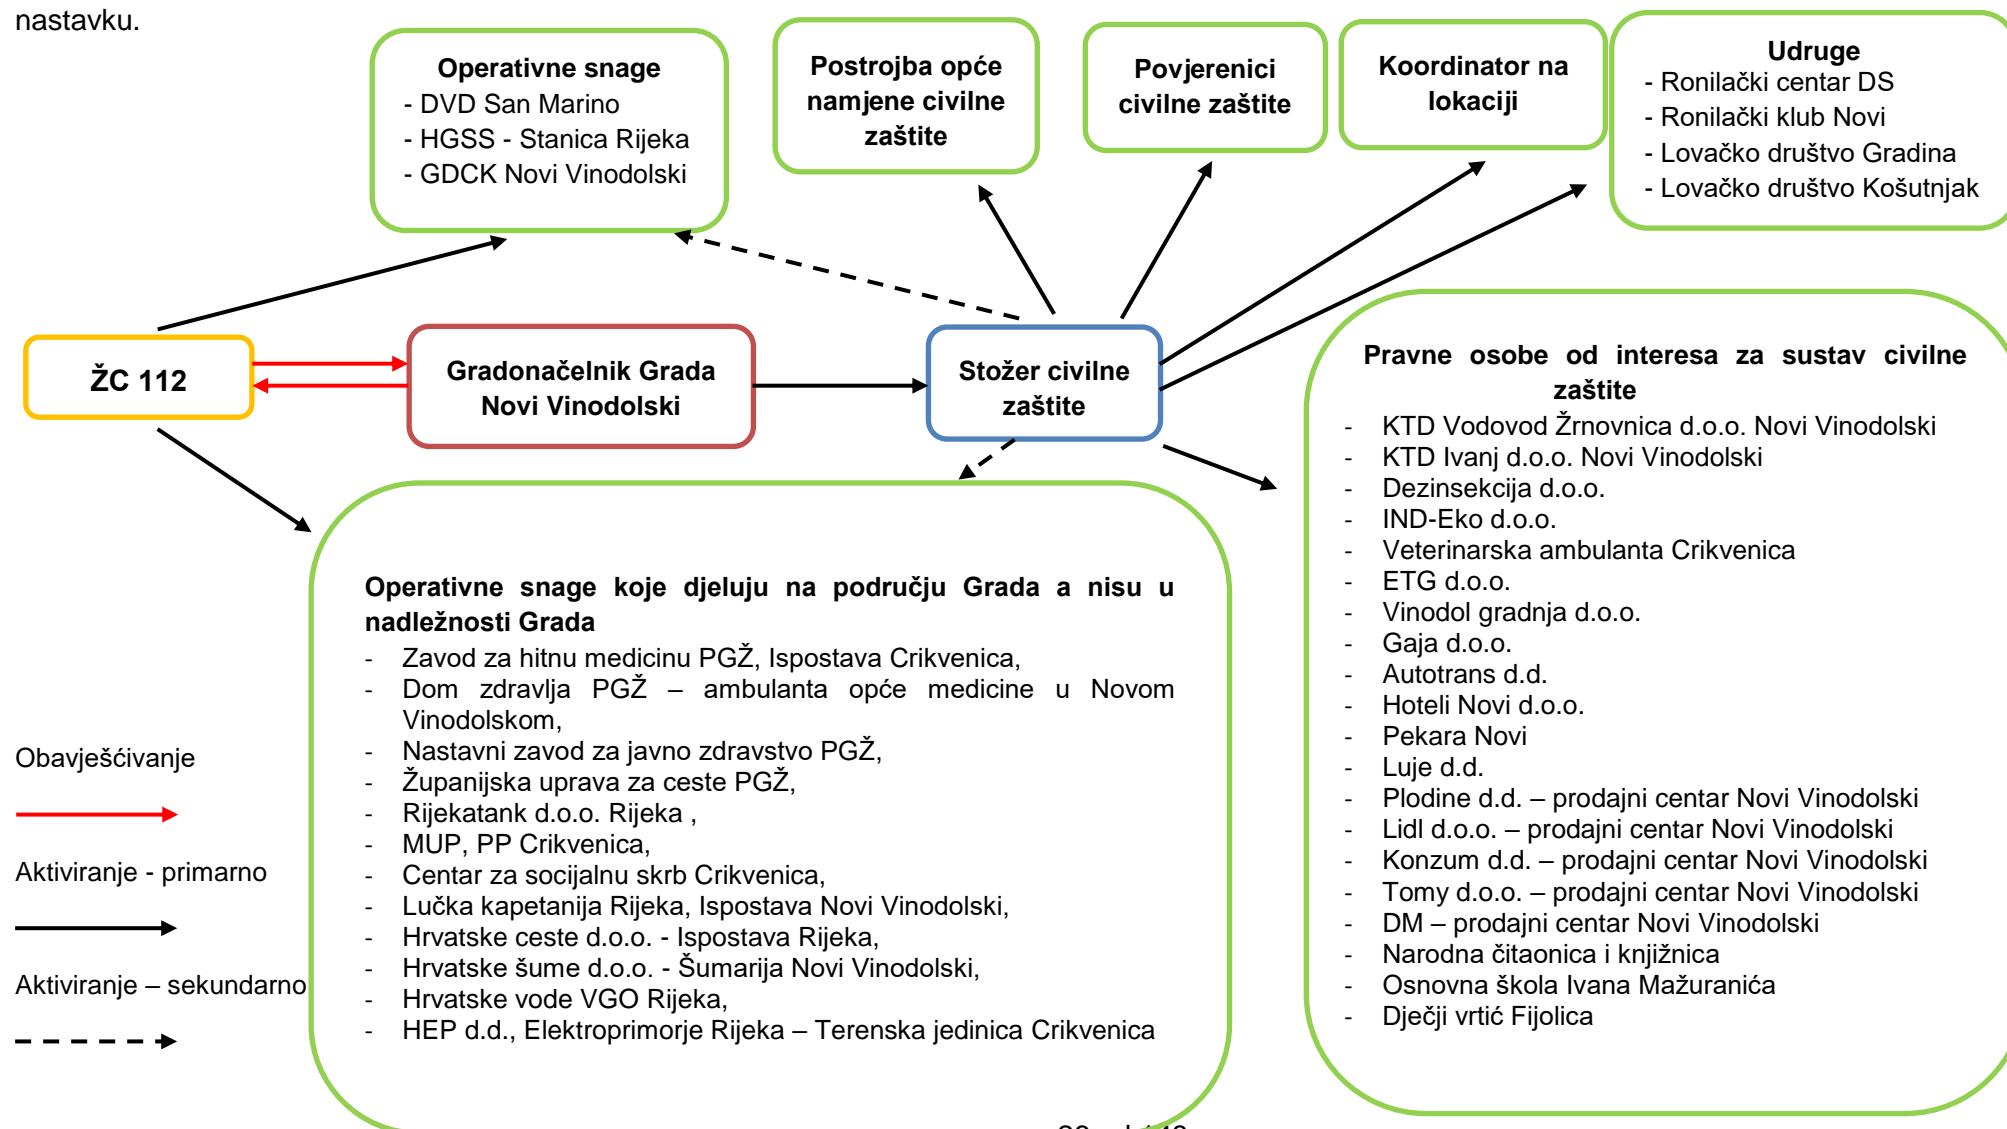 nastavku.
Operativne snage
- DVD San Marino
- HGSS - Stanica Rijeka
- GDCK Novi Vinodolski
Postrojba opće
namjene civilne
zaštite
Povjerenici
civilne zaštite
Koordinator na
lokaciji
Udruge
- Ronilački centar DS
- Ronilački klub Novi
- Lovačko društvo Gradina
- Lovačko društvo Košutnjak
ŽC 112
Gradonačelnik Grada
Novi Vinodolski
Stožer civilne
zaštite
Pravne osobe od interesa za sustav civilne
zaštite
- KTD Vodovod Žrnovnica d.o.o. Novi Vinodolski
- KTD Ivanj d.o.o. Novi Vinodolski
- Dezinsekcija d.o.o.
- IND-Eko d.o.o.
- Veterinarska ambulanta Crikvenica
- ETG d.o.o.
- Vinodol gradnja d.o.o.
- Gaja d.o.o.
- Autotrans d.d.
- Hoteli Novi d.o.o.
- Pekara Novi
- Luje d.d.
- Plodine d.d. – prodajni centar Novi Vinodolski
- Lidl d.o.o. – prodajni centar Novi Vinodolski
- Konzum d.d. – prodajni centar Novi Vinodolski
- Tomy d.o.o. – prodajni centar Novi Vinodolski
- DM – prodajni centar Novi Vinodolski
- Narodna čitaonica i knjižnica
- Osnovna škola Ivana Mažuranića
- Dječji vrtić Fijolica
Operativne snage koje djeluju na području Grada a nisu u
nadležnosti Grada
- Zavod za hitnu medicinu PGŽ, Ispostava Crikvenica,
- Dom zdravlja PGŽ – ambulanta opće medicine u Novom
Vinodolskom,
- Nastavni zavod za javno zdravstvo PGŽ,
- Županijska uprava za ceste PGŽ,
- Rijekatank d.o.o. Rijeka ,
- MUP, PP Crikvenica,
- Centar za socijalnu skrb Crikvenica,
- Lučka kapetanija Rijeka, Ispostava Novi Vinodolski,
- Hrvatske ceste d.o.o. - Ispostava Rijeka,
- Hrvatske šume d.o.o. - Šumarija Novi Vinodolski,
- Hrvatske vode VGO Rijeka,
- HEP d.d., Elektroprimorje Rijeka – Terenska jedinica Crikvenica
Obavješćivanje
Aktiviranje - primarno
Aktiviranje – sekundarno